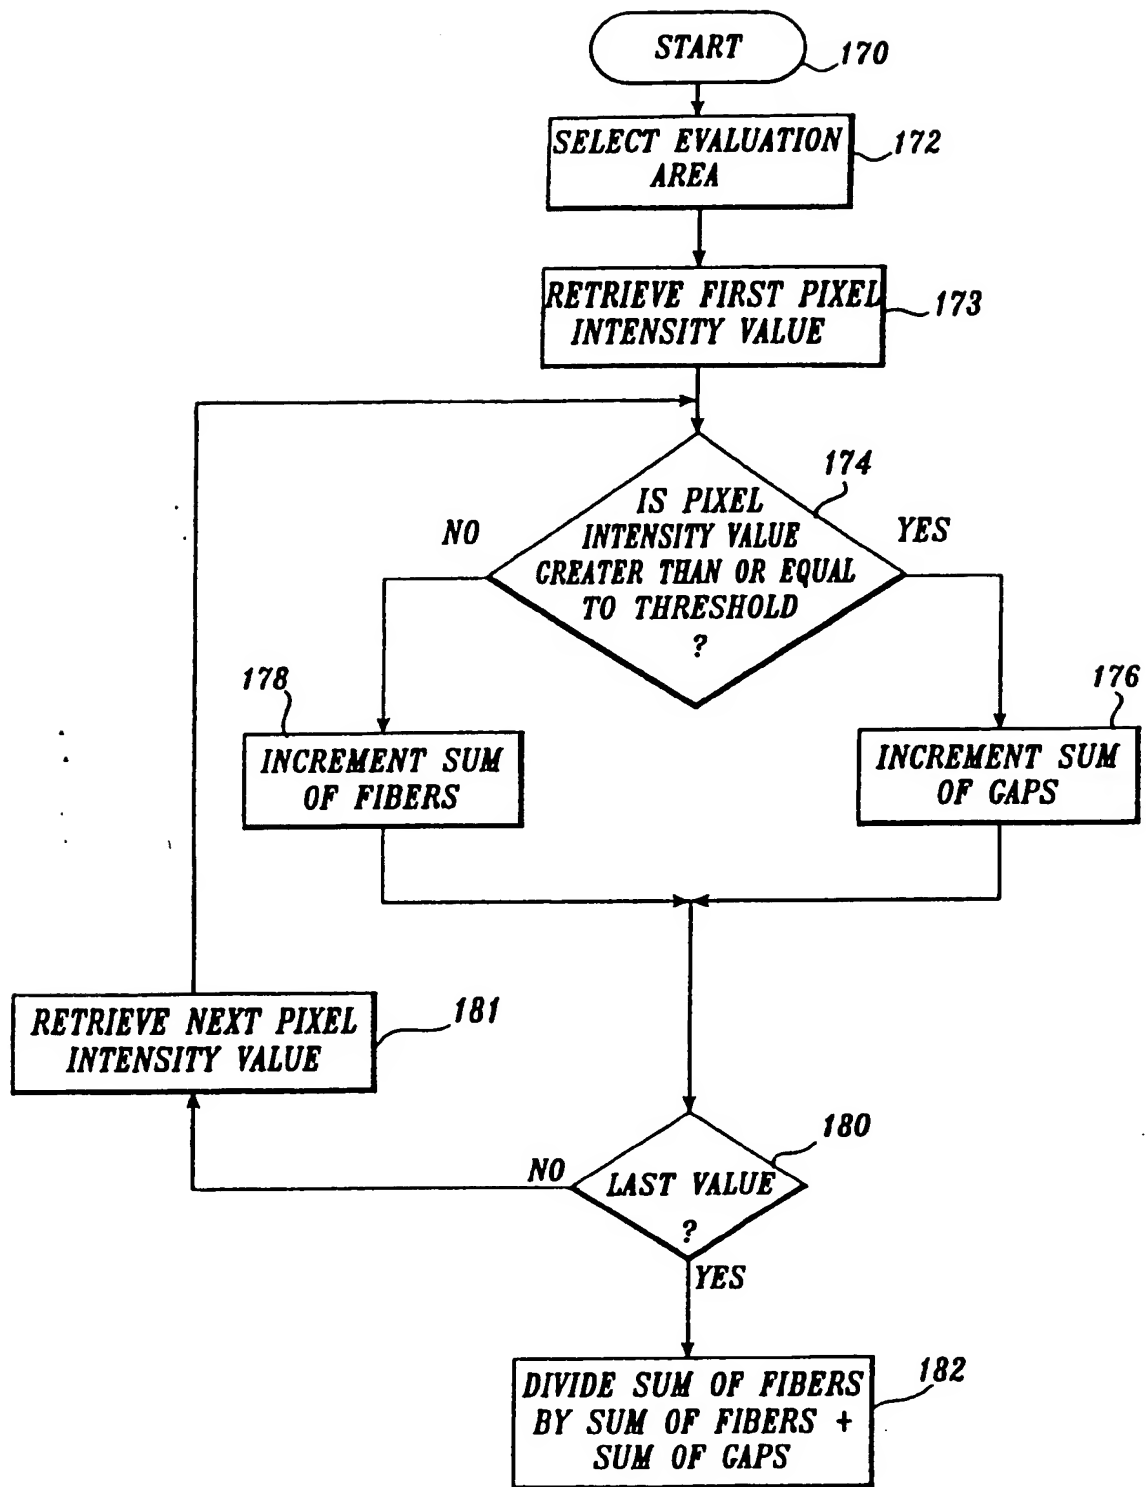 START
170
SELECT EVALUATION
AREA
172
RETRIEVE FIRST PIXEL
INTENSITY VALUE
173
174
IS PIXEL
INTENSITY VALUE
GREATER THAN OR EQUAL
TO THRESHOLD
?
NO
YES
178
INCREMENT SUM
OF FIBERS
176
INCREMENT SUM
OF GAPS
RETRIEVE NEXT PIXEL
INTENSITY VALUE
181
180
LAST VALUE
?
NO
YES
DIVIDE SUM OF FIBERS
BY SUM OF FIBERS +
SUM OF GAPS
182